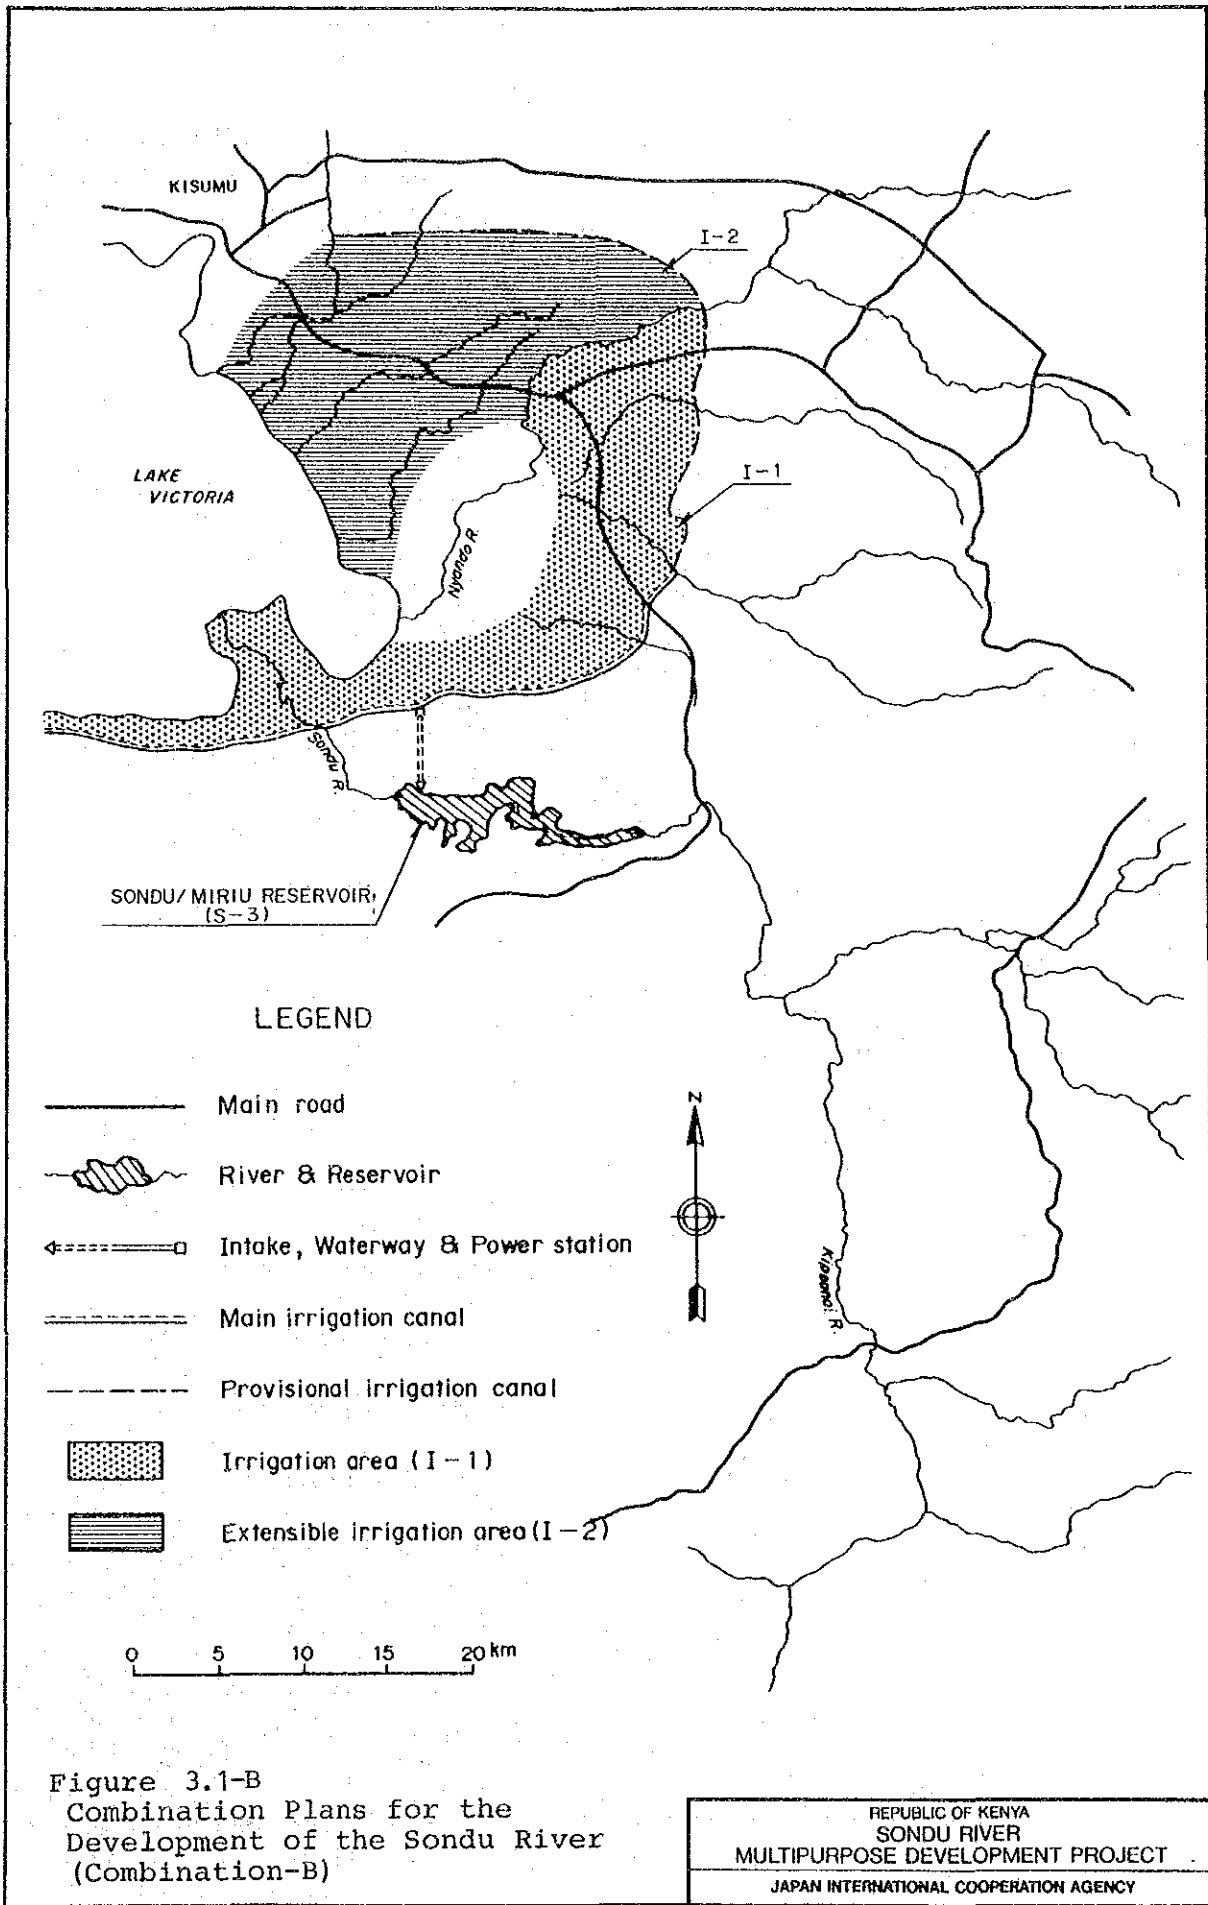 KISUMU
I-2
I-1
LAKE
VICTORIA
Nyando R.
Sondu R.
SONDU/ MIRIU RESERVOIR
(S-3)
LEGEND
Main road
River & Reservoir
Intake, Waterway & Power station
Main irrigation canal
Provisional irrigation canal
Irrigation area (I-1)
Extensible irrigation area (I-2)
N
Kipsonoi R.
0 5 10 15 20 km
Figure 3.1-B
Combination Plans for the
Development of the Sondu River
(Combination-B)
REPUBLIC OF KENYA
SONDU RIVER
MULTIPURPOSE DEVELOPMENT PROJECT
JAPAN INTERNATIONAL COOPERATION AGENCY